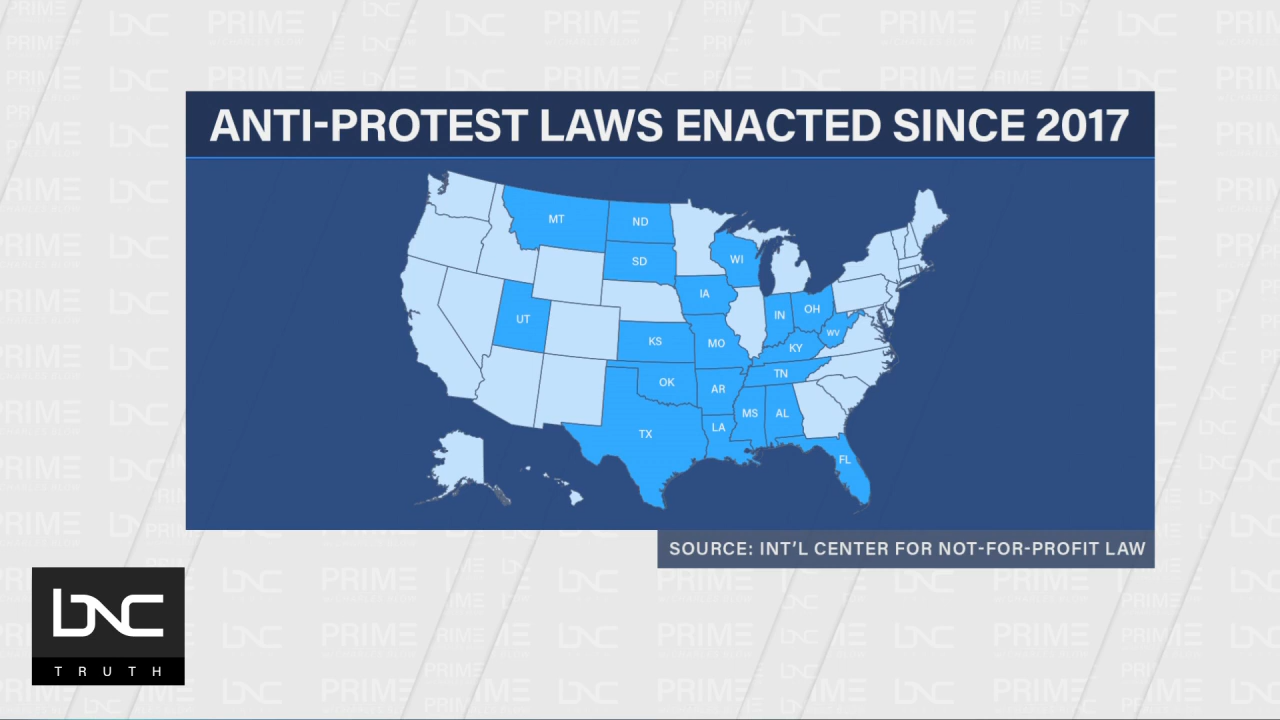 ANTI-PROTEST LAWS ENACTED SINCE 2017
MT
ND
SD
WI
IA
UT
IN
OH
WV
KS
MO
KY
TN
OK
AR
MS
AL
LA
TX
FL
SOURCE: INT'L CENTER FOR NOT-FOR-PROFIT LAW
BNC
TRUTH